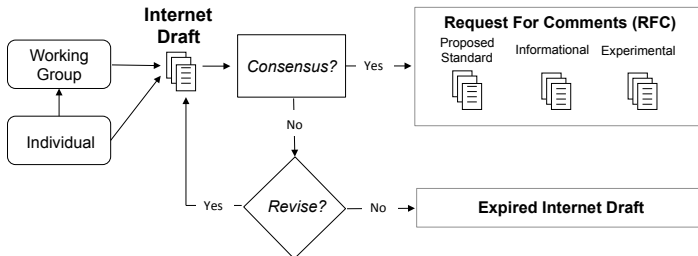 Internet
Draft
Working
Group
Individual
Consensus?
Yes
Request For Comments (RFC)
Proposed
Standard
Informational
Experimental
No
Revise?
Yes
No
Expired Internet Draft